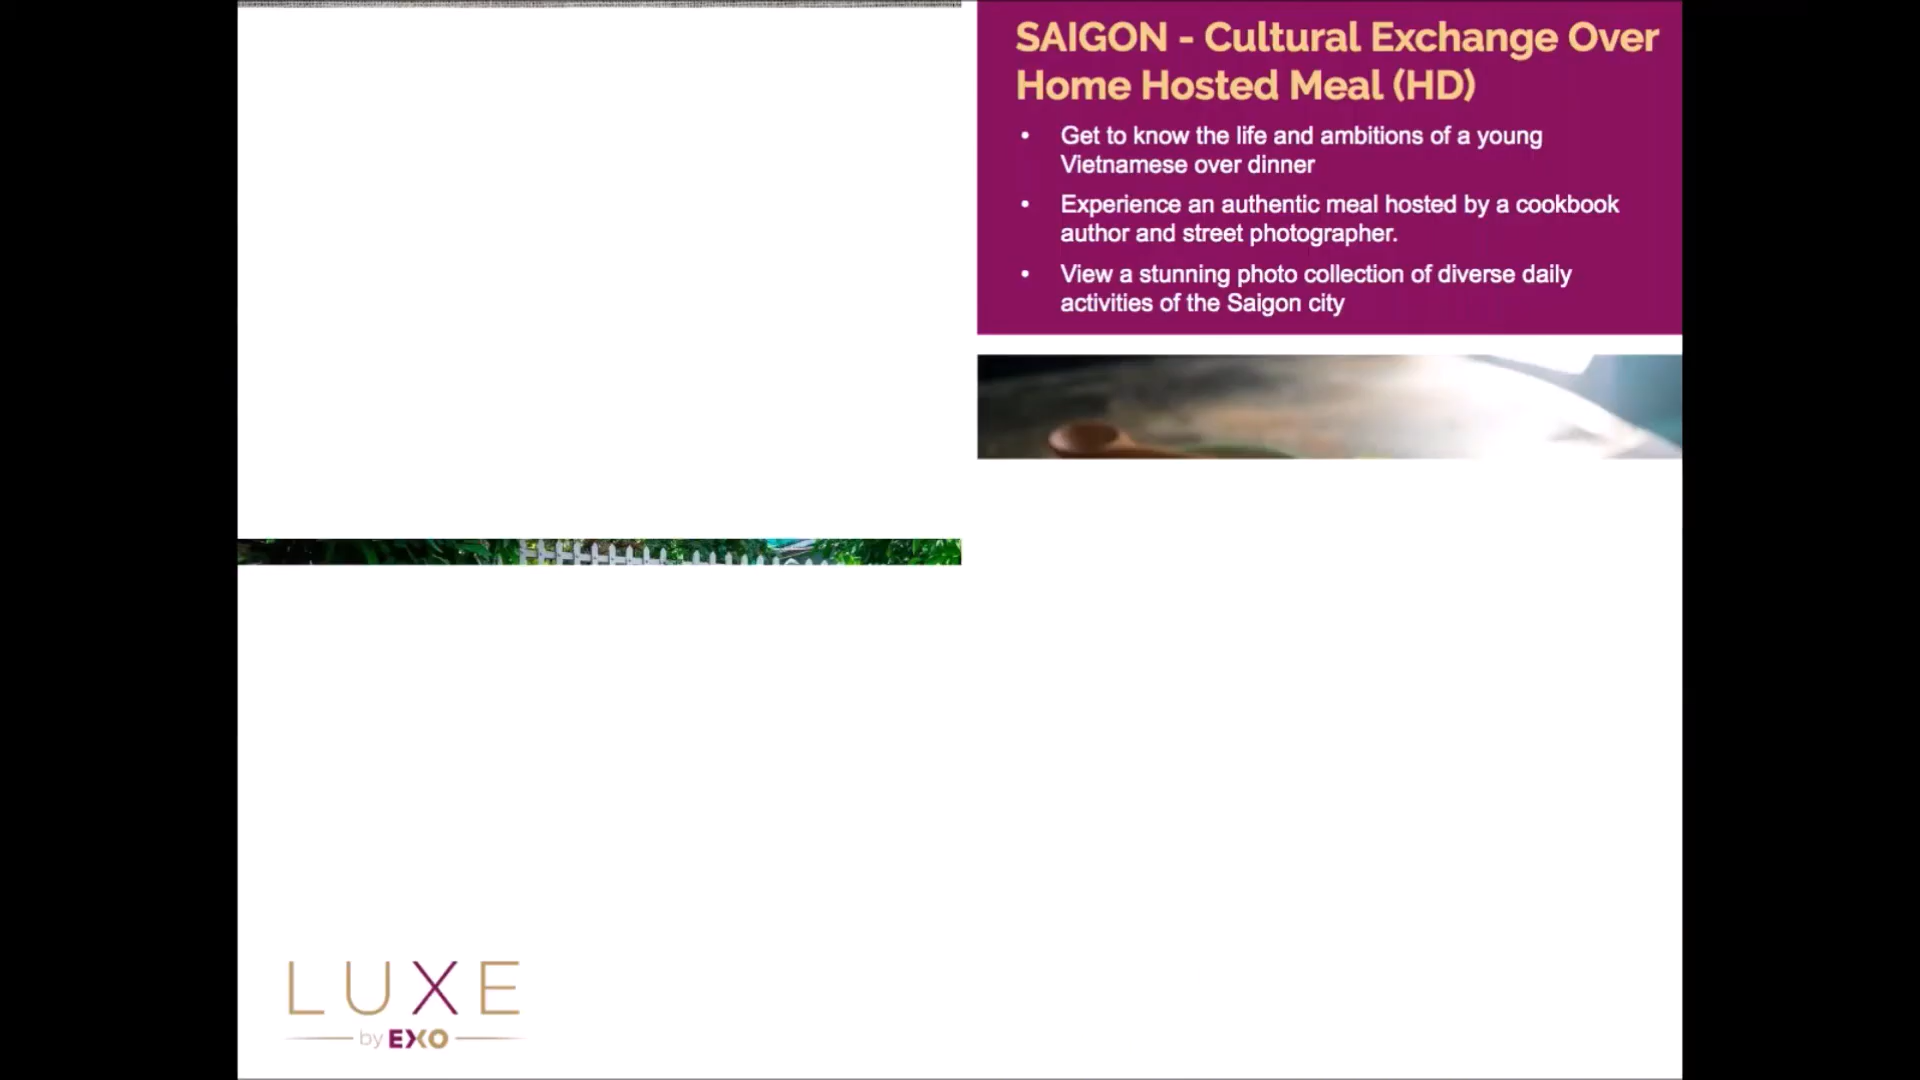 SAIGON - Cultural Exchange Over
Home Hosted Meal (HD)
• Get to know the life and ambitions of a young
Vietnamese over dinner
• Experience an authentic meal hosted by a cookbook
author and street photographer.
• View a stunning photo collection of diverse daily
activities of the Saigon city
LUXE
by EXO